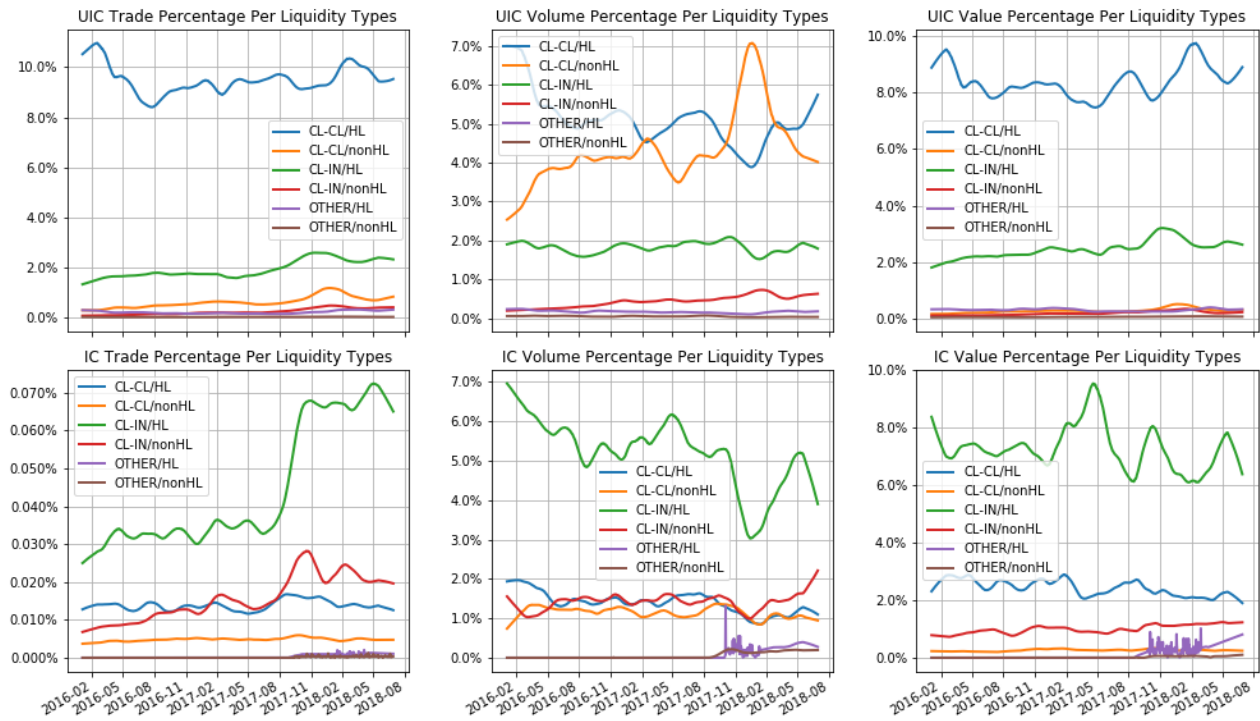 UIC Trade Percentage Per Liquidity Types
10.0%
8.0%
6.0%
4.0%
2.0%
0.0%
CL-CL/HL
CL-CL/nonHL
CL-IN/HL
CL-IN/nonHL
OTHER/HL
OTHER/nonHL
UIC Volume Percentage Per Liquidity Types
7.0%
6.0%
5.0%
4.0%
3.0%
2.0%
1.0%
0.0%
CL-CL/HL
CL-CL/nonHL
CL-IN/HL
CL-IN/nonHL
OTHER/HL
OTHER/nonHL
UIC Value Percentage Per Liquidity Types
10.0%
8.0%
6.0%
4.0%
2.0%
0.0%
CL-CL/HL
CL-CL/nonHL
CL-IN/HL
CL-IN/nonHL
OTHER/HL
OTHER/nonHL
IC Trade Percentage Per Liquidity Types
0.070%
0.060%
0.050%
0.040%
0.030%
0.020%
0.010%
0.000%
CL-CL/HL
CL-CL/nonHL
CL-IN/HL
CL-IN/nonHL
OTHER/HL
OTHER/nonHL
2016-02
2016-05
2016-08
2016-11
2017-02
2017-05
2017-08
2017-11
2018-02
2018-05
2018-08
IC Volume Percentage Per Liquidity Types
7.0%
6.0%
5.0%
4.0%
3.0%
2.0%
1.0%
0.0%
CL-CL/HL
CL-CL/nonHL
CL-IN/HL
CL-IN/nonHL
OTHER/HL
OTHER/nonHL
2016-02
2016-05
2016-08
2016-11
2017-02
2017-05
2017-08
2017-11
2018-02
2018-05
2018-08
IC Value Percentage Per Liquidity Types
10.0%
8.0%
6.0%
4.0%
2.0%
0.0%
CL-CL/HL
CL-CL/nonHL
CL-IN/HL
CL-IN/nonHL
OTHER/HL
OTHER/nonHL
2016-02
2016-05
2016-08
2016-11
2017-02
2017-05
2017-08
2017-11
2018-02
2018-05
2018-08